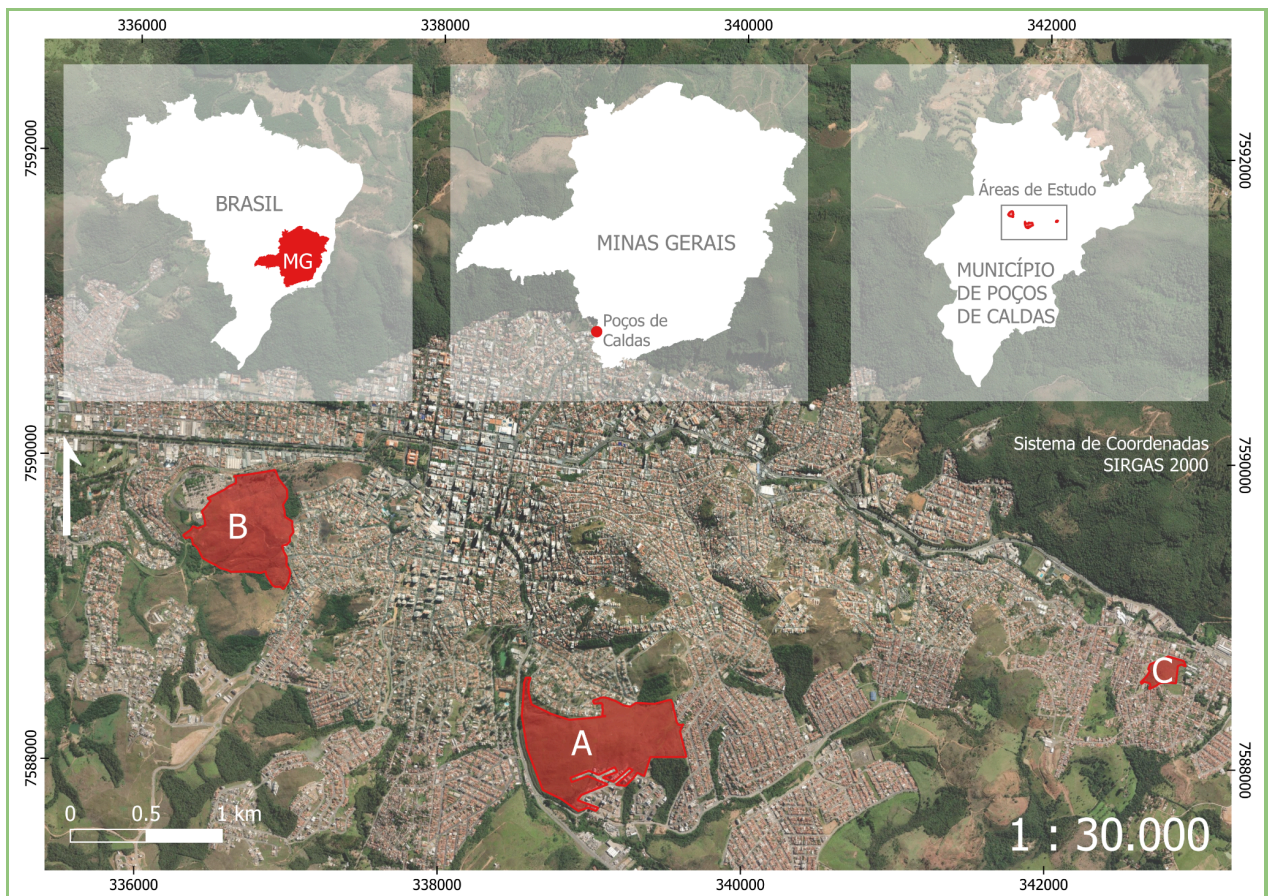 336000
338000
340000
342000
7592000
7592000
BRASIL
MG
MINAS GERAIS
Poços de
Caldas
Áreas de Estudo
MUNICÍPIO
DE POÇOS
DE CALDAS
7590000
7590000
Sistema de Coordenadas
SIRGAS 2000
B
C
A
7588000
7588000
0
0.5
1 km
1 : 30.000
336000
338000
340000
342000